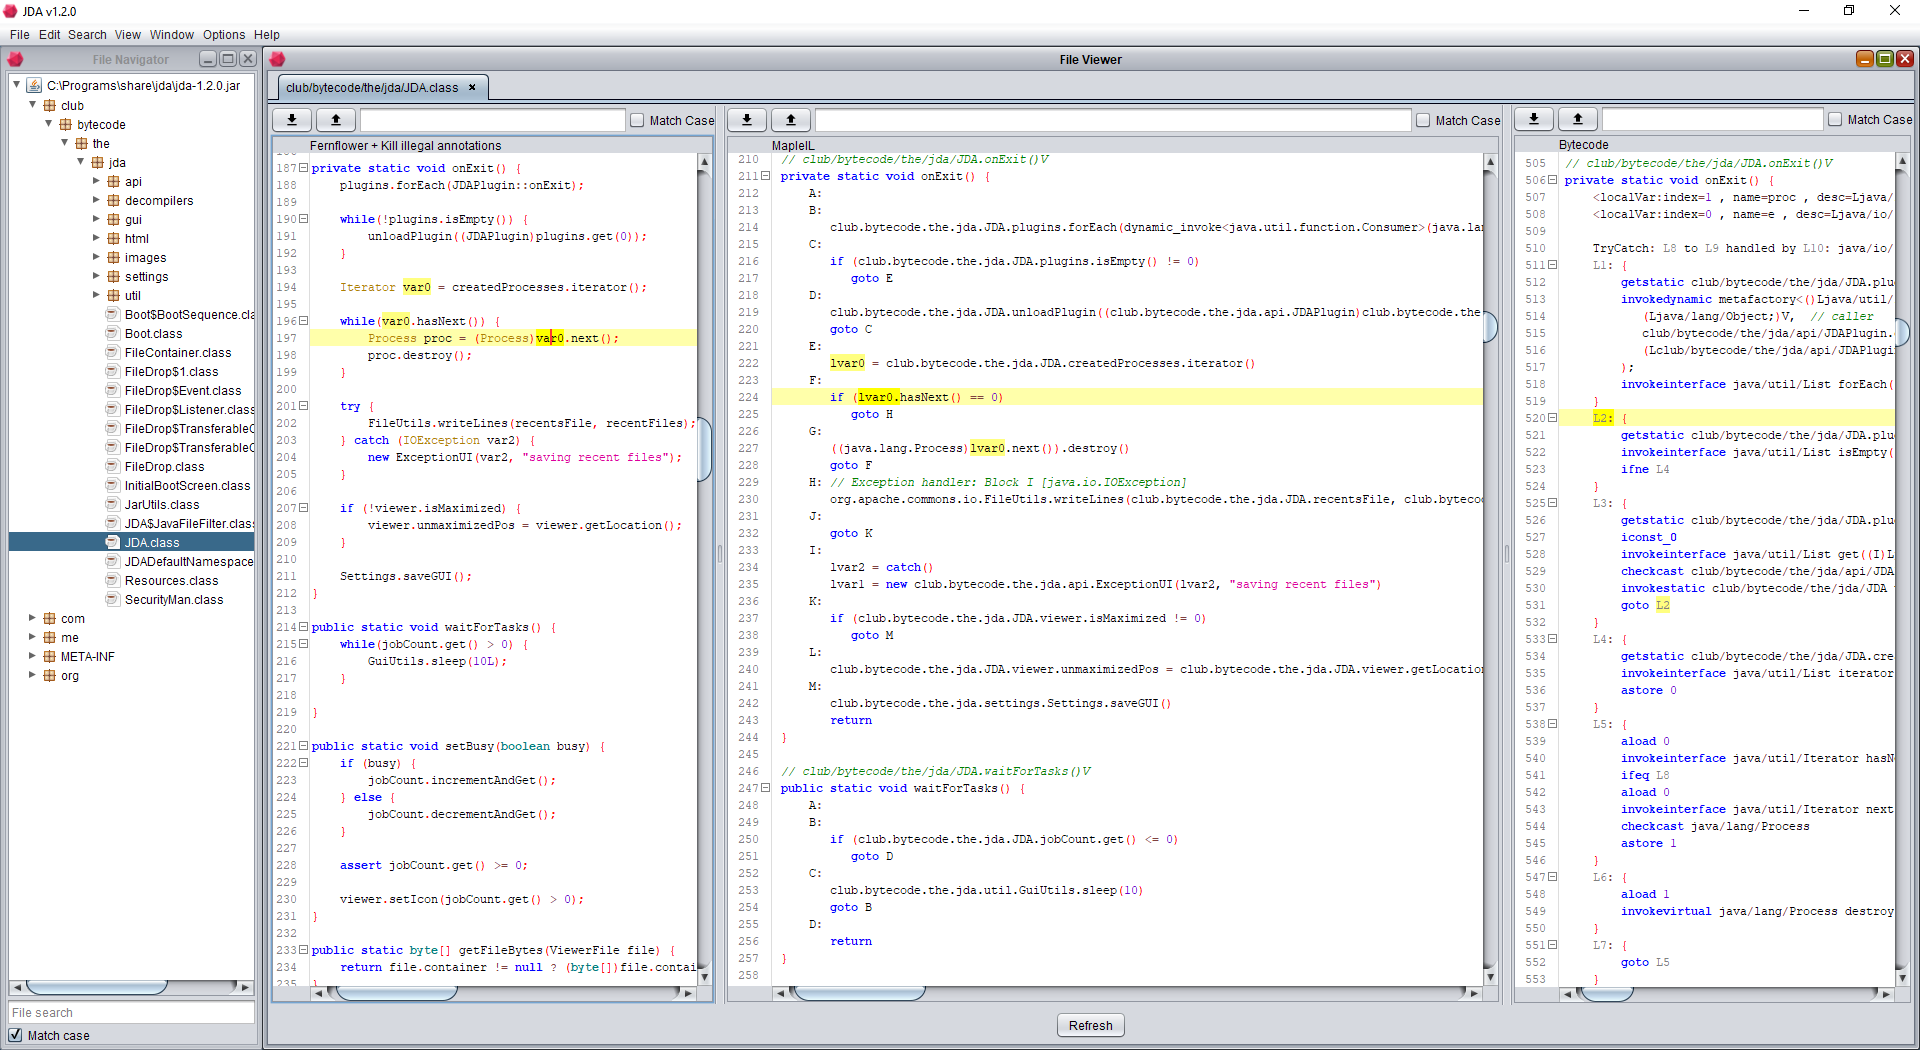 JDA v1.2.0
File Edit Search View Window Options Help
File Navigator
C:\Programs\share\jda\jda-1.2.0.jar
club
bytecode
the
jda
api
decompilers
gui
html
images
settings
util
Boot$BootSequence.cla
Boot.class
FileContainer.class
FileDrop$1.class
FileDrop$Event.class
FileDrop$Listener.class
FileDrop$TransferableO
FileDrop$Transferable
FileDrop.class
InitialBootScreen.class
JarUtils.class
JDA$JavaFileFilter.class
JDA.class
JDADefaultNamespace
Resources.class
SecurityMan.class
com
me
META-INF
org
File search
Match case
File Viewer
club/bytecode/the/jda/JDA.class
Match Case
Fernflower + Kill illegal annotations
187 private static void onExit() {
188 plugins.forEach(JDAPlugin::onExit);
189
190 while(!plugins.isEmpty()) {
191 unloadPlugin((JDAPlugin)plugins.get(0));
192 }
193
194 Iterator var0 = createdProcesses.iterator();
195
196 while(var0.hasNext()) {
197 Process proc = (Process)var0.next();
198 proc.destroy();
199 }
200
201 try {
202 FileUtils.writeLines(recentsFile, recentFiles);
203 } catch (IOException var2) {
204 new ExceptionUI(var2, "saving recent files");
205 }
206
207 if (!viewer.isMaximized) {
208 viewer.unmaximizedPos = viewer.getLocation();
209 }
210
211 Settings.saveGUI();
212 }
213
214 public static void waitForTasks() {
215 while(jobCount.get() > 0) {
216 GuiUtils.sleep(10L);
217 }
218
219 }
220
221 public static void setBusy(boolean busy) {
222 if (busy) {
223 jobCount.incrementAndGet();
224 } else {
225 jobCount.decrementAndGet();
226 }
227
228 assert jobCount.get() >= 0;
229
230 viewer.setIcon(jobCount.get() > 0);
231 }
232
233 public static byte[] getFileBytes(ViewerFile file) {
234 return file.container != null ? (byte[])file.contai
235 }
Match Case
MapleIL
210 // club/bytecode/the/jda/JDA.onExit()V
211 private static void onExit() {
212 A:
213 B:
214 club.bytecode.the.jda.JDA.plugins.forEach(dynamic_invoke<java.util.function.Consumer>(java.lan
215 C:
216 if (club.bytecode.the.jda.JDA.plugins.isEmpty() != 0)
217 goto E
218 D:
219 club.bytecode.the.jda.JDA.unloadPlugin((club.bytecode.the.jda.api.JDAPlugin)club.bytecode.the
220 goto C
221 E:
222 lvar0 = club.bytecode.the.jda.JDA.createdProcesses.iterator()
223 F:
224 if (lvar0.hasNext() == 0)
225 goto H
226 G:
227 ((java.lang.Process)lvar0.next()).destroy()
228 goto F
229 H: // Exception handler: Block I [java.io.IOException]
230 org.apache.commons.io.FileUtils.writeLines(club.bytecode.the.jda.JDA.recentsFile, club.byteco
231 J:
232 goto K
233 I:
234 lvar2 = catch()
235 lvar1 = new club.bytecode.the.jda.api.ExceptionUI(lvar2, "saving recent files")
236 K:
237 if (club.bytecode.the.jda.JDA.viewer.isMaximized != 0)
238 goto M
239 L:
240 club.bytecode.the.jda.JDA.viewer.unmaximizedPos = club.bytecode.the.jda.JDA.viewer.getLocation
241 M:
242 club.bytecode.the.jda.settings.Settings.saveGUI()
243 return
244 }
245
246 // club/bytecode/the/jda/JDA.waitForTasks()V
247 public static void waitForTasks() {
248 A:
249 B:
250 if (club.bytecode.the.jda.JDA.jobCount.get() <= 0)
251 goto D
252 C:
253 club.bytecode.the.jda.util.GuiUtils.sleep(10)
254 goto B
255 D:
256 return
257 }
258
Match Case
Bytecode
505 // club/bytecode/the/jda/JDA.onExit()V
506 private static void onExit() {
507 <localVar:index=1 , name=proc , desc=Ljava/
508 <localVar:index=0 , name=e , desc=Ljava/io/
509
510 TryCatch: L8 to L9 handled by L10: java/io/
511 L1: {
512 getstatic club/bytecode/the/jda/JDA.plu
513 invokedynamic metafactory<()Ljava/util/
514 (Ljava/lang/Object;)V, // caller
515 club/bytecode/the/jda/api/JDAPlugin.
516 (Lclub/bytecode/the/jda/api/JDAPlugi
517 );
518 invokeinterface java/util/List forEach(
519 }
520 L2: {
521 getstatic club/bytecode/the/jda/JDA.plu
522 invokeinterface java/util/List isEmpty(
523 ifne L4
524 }
525 L3: {
526 getstatic club/bytecode/the/jda/JDA.plu
527 iconst_0
528 invokeinterface java/util/List get((I)L
529 checkcast club/bytecode/the/jda/api/JDA
530 invokestatic club/bytecode/the/jda/JDA
531 goto L2
532 }
533 L4: {
534 getstatic club/bytecode/the/jda/JDA.cre
535 invokeinterface java/util/List iterator
536 astore 0
537 }
538 L5: {
539 aload 0
540 invokeinterface java/util/Iterator hasN
541 ifeq L8
542 aload 0
543 invokeinterface java/util/Iterator next
544 checkcast java/lang/Process
545 astore 1
546 }
547 L6: {
548 aload 1
549 invokevirtual java/lang/Process destroy
550 }
551 L7: {
552 goto L5
553 }
Refresh